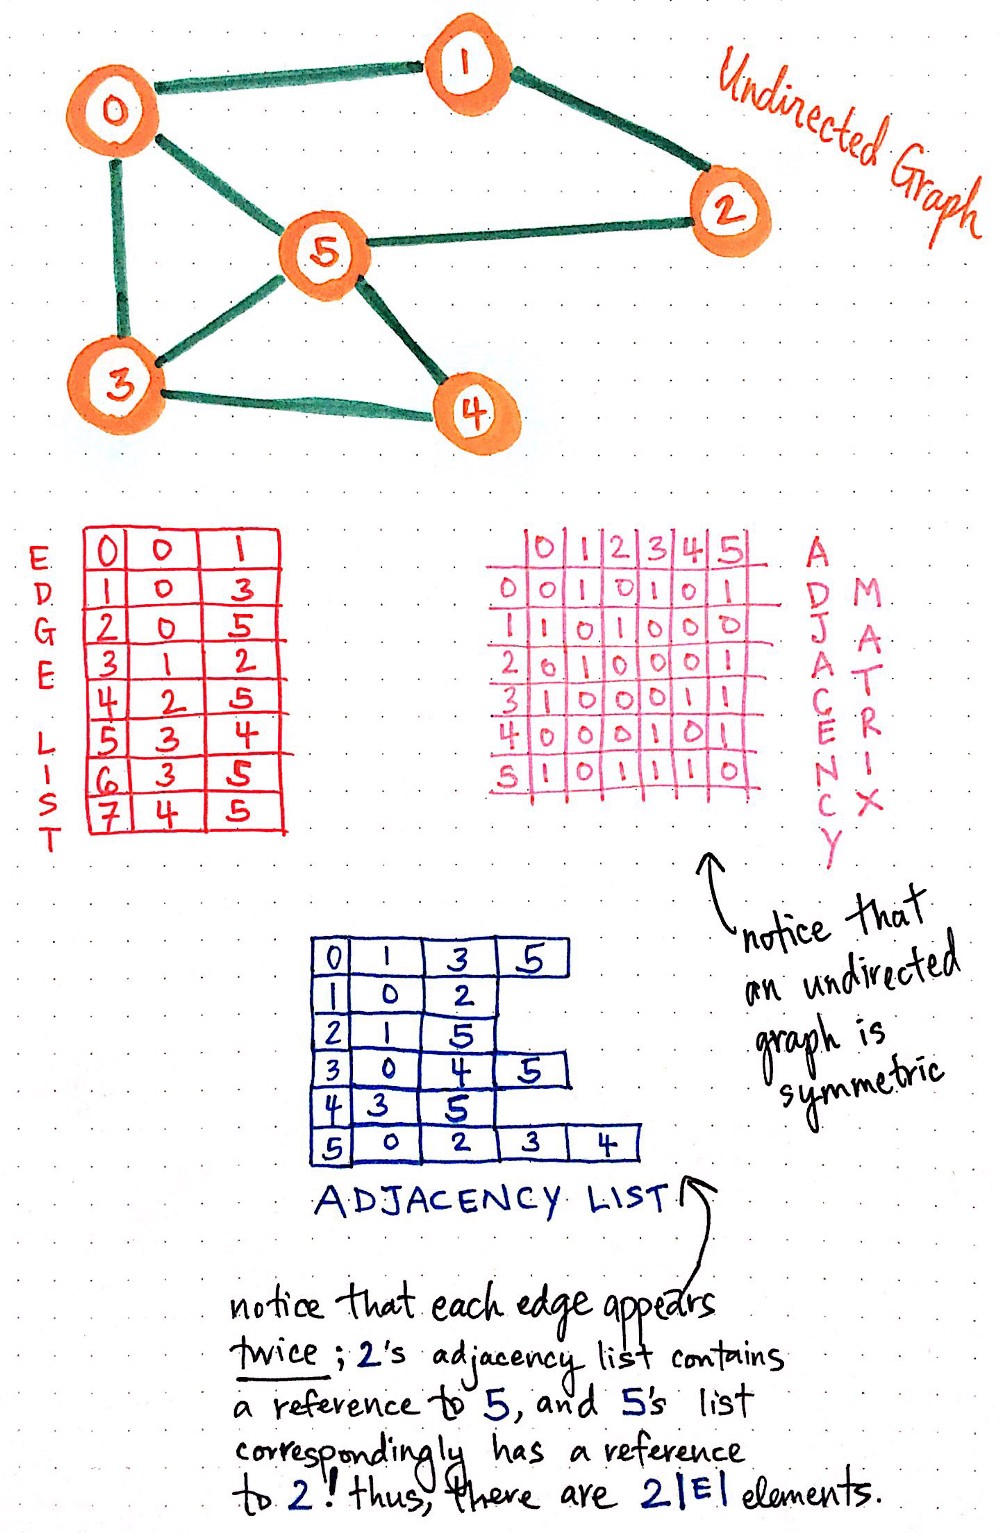 1
0
Undirected Graph
2
5
3
4
EDGE LIST
0 0 1
1 0 3
2 0 5
3 1 2
4 2 5
5 3 4
6 3 5
7 4 5
0 1 2 3 4 5
0 0 1 0 1 0 1
1 1 0 1 0 0 0
2 0 1 0 0 0 1
3 1 0 0 0 1 1
4 0 0 0 1 0 1
5 1 0 1 1 1 0
ADJACENCY
MATRIX
notice that
an undirected
graph is
symmetric
0 1 3 5
1 0 2
2 1 5
3 0 4 5
4 3 5
5 0 2 3 4
ADJACENCY LIST
notice that each edge appears
twice; 2's adjacency list contains
a reference to 5, and 5's list
correspondingly has a reference
to 2! thus, there are 2|E| elements.